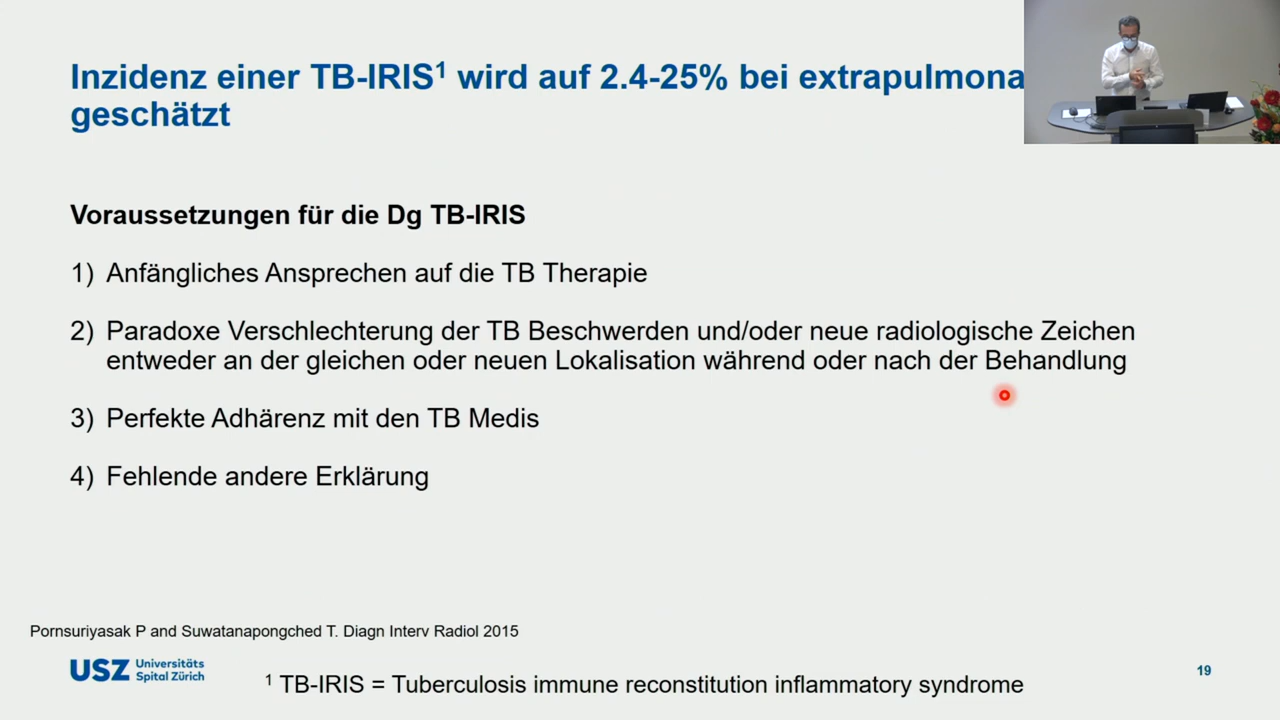 Inzidenz einer TB-IRIS¹ wird auf 2.4-25% bei
geschätzt
Voraussetzungen für die Dg TB-IRIS
1) Anfängliches Ansprechen auf die TB Therapie
2) Paradoxe Verschlechterung der TB Beschwerden und/oder neue radiologische Zeichen
entweder an der gleichen oder neuen Lokalisation während oder nach der Behandlung
3) Perfekte Adhärenz mit den TB Medis
4) Fehlende andere Erklärung
Pornsuriyasak P and Suwatanapongched T. Diagn Interv Radiol 2015
USZ Universitäts
Spital Zürich
¹ TB-IRIS = Tuberculosis immune reconstitution inflammatory syndrome
19